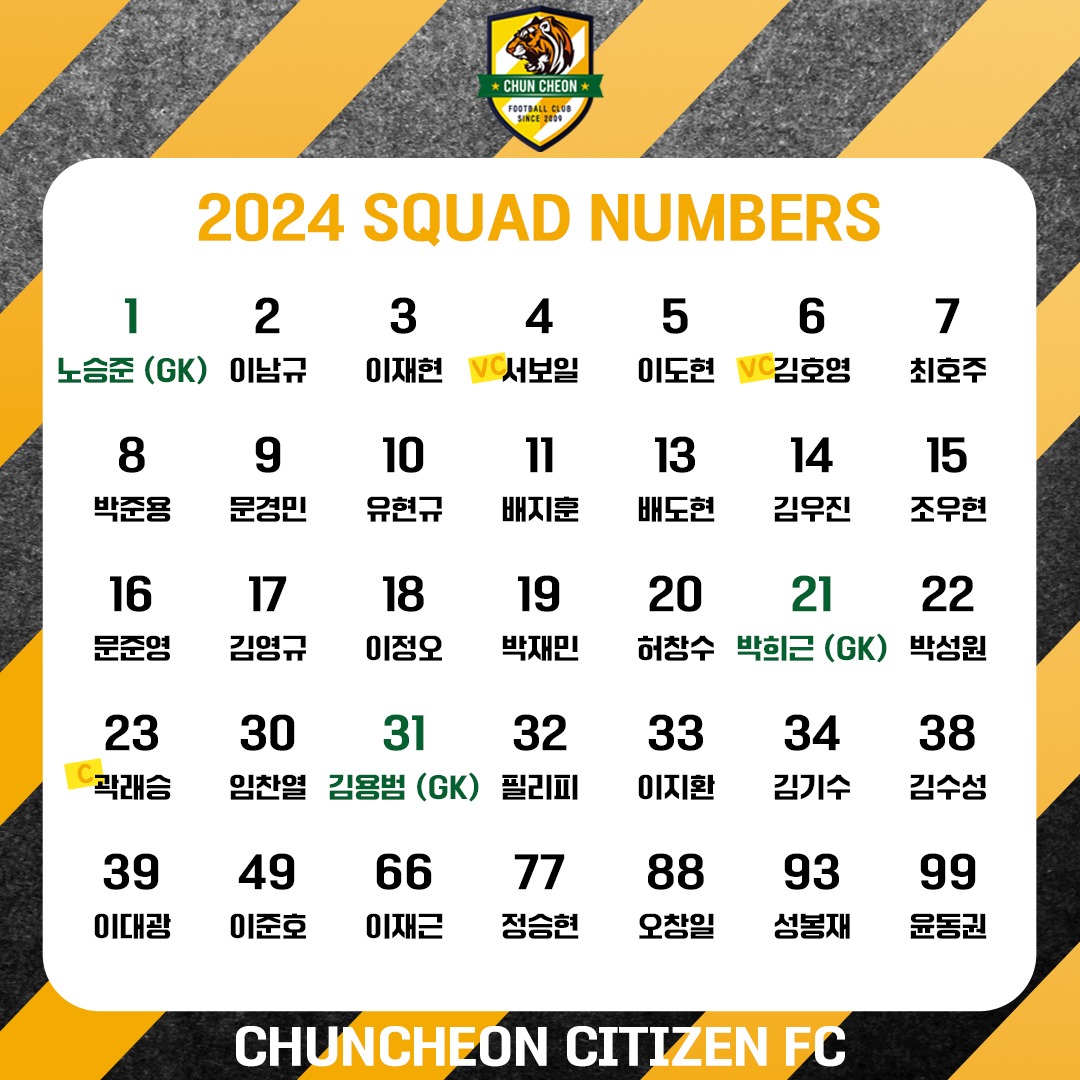 CHUN CHEON
FOOTBALL CLUB
SINCE 2009
2024 SQUAD NUMBERS
1 2 3 4 5 6 7
노승준 (GK) 이남규 이재현 VC 서보일 이도현 VC 김호영 최호주
8 9 10 11 13 14 15
박준용 문경민 유현규 배지훈 배도현 김우진 조우현
16 17 18 19 20 21 22
문준영 김영규 이정오 박재민 허창수 박희근 (GK) 박성원
23 30 31 32 33 34 38
C 곽래승 임찬열 김용범 (GK) 필리피 이지환 김기수 김수성
39 49 66 77 88 93 99
이대광 이준호 이재근 정승현 오창일 성봉재 윤동권
CHUNCHEON CITIZEN FC